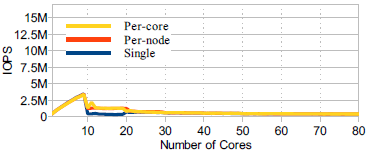 15M
12.5M
10M
7.5M
5M
2.5M
0
IOPS
Per-core
Per-node
Single
10 20 30 40 50 60 70 80
Number of Cores